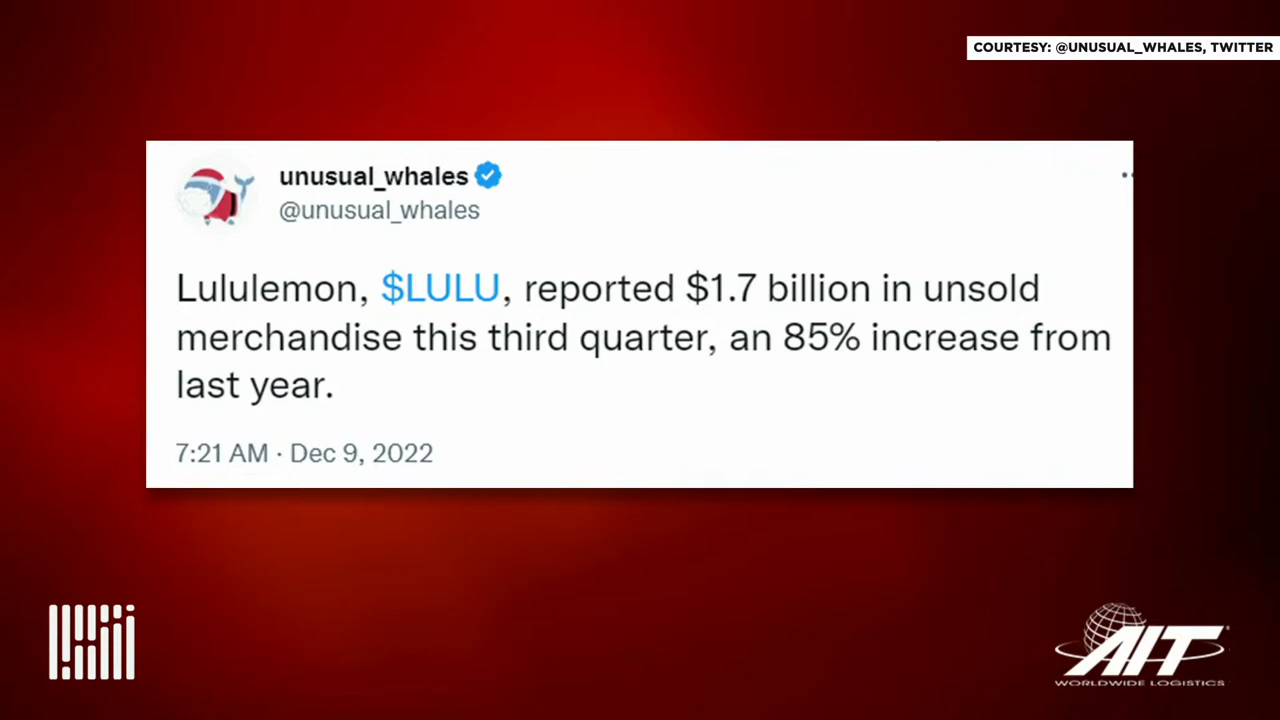 COURTESY: @UNUSUAL_WHALES, TWITTER
unusual_whales
@unusual_whales
Lululemon, $LULU, reported $1.7 billion in unsold
merchandise this third quarter, an 85% increase from
last year.
7:21 AM · Dec 9, 2022
AIT
WORLDWIDE LOGISTICS